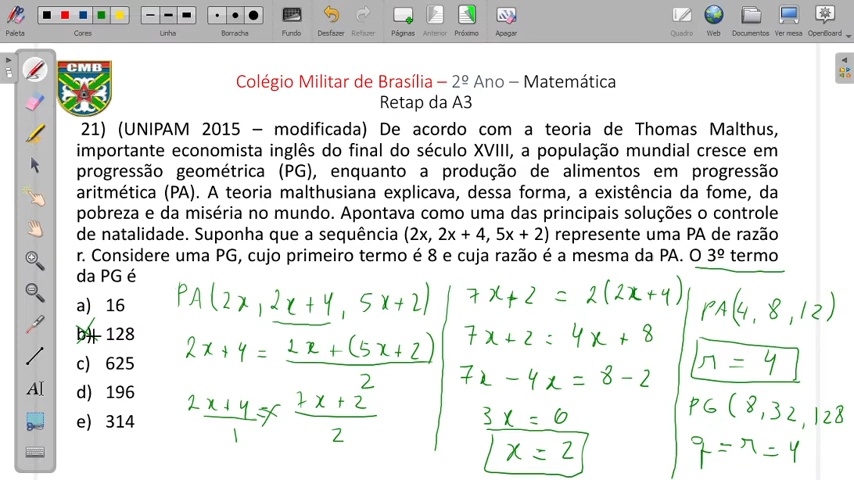 Paleta
Cores
Linha
Borracha
Fundo
Desfazer
Refazer
Páginas
Anterior
Próximo
Apagar
Quadro
Web
Documentos
Ver mesa
OpenBoard
CMB
Colégio Militar de Brasília – 2º Ano – Matemática
Retap da A3
21) (UNIPAM 2015 – modificada) De acordo com a teoria de Thomas Malthus,
importante economista inglês do final do século XVIII, a população mundial cresce em
progressão geométrica (PG), enquanto a produção de alimentos em progressão
aritmética (PA). A teoria malthusiana explicava, dessa forma, a existência da fome, da
pobreza e da miséria no mundo. Apontava como uma das principais soluções o controle
de natalidade. Suponha que a sequência (2x, 2x + 4, 5x + 2) represente uma PA de razão
r. Considere uma PG, cujo primeiro termo é 8 e cuja razão é a mesma da PA. O 3º termo
da PG é
a) 16
b) 128
c) 625
d) 196
e) 314
PA(2x, 2x+4, 5x+2)
2x+4 = 2x+(5x+2)
2
2x+4 = 7x+2
1 2
7x+2 = 2(2x+4)
7x+2 = 4x+8
7x-4x = 8-2
3x = 6
x = 2
PA(4, 8, 12)
r = 4
PG (8, 32, 128
q = r = 4